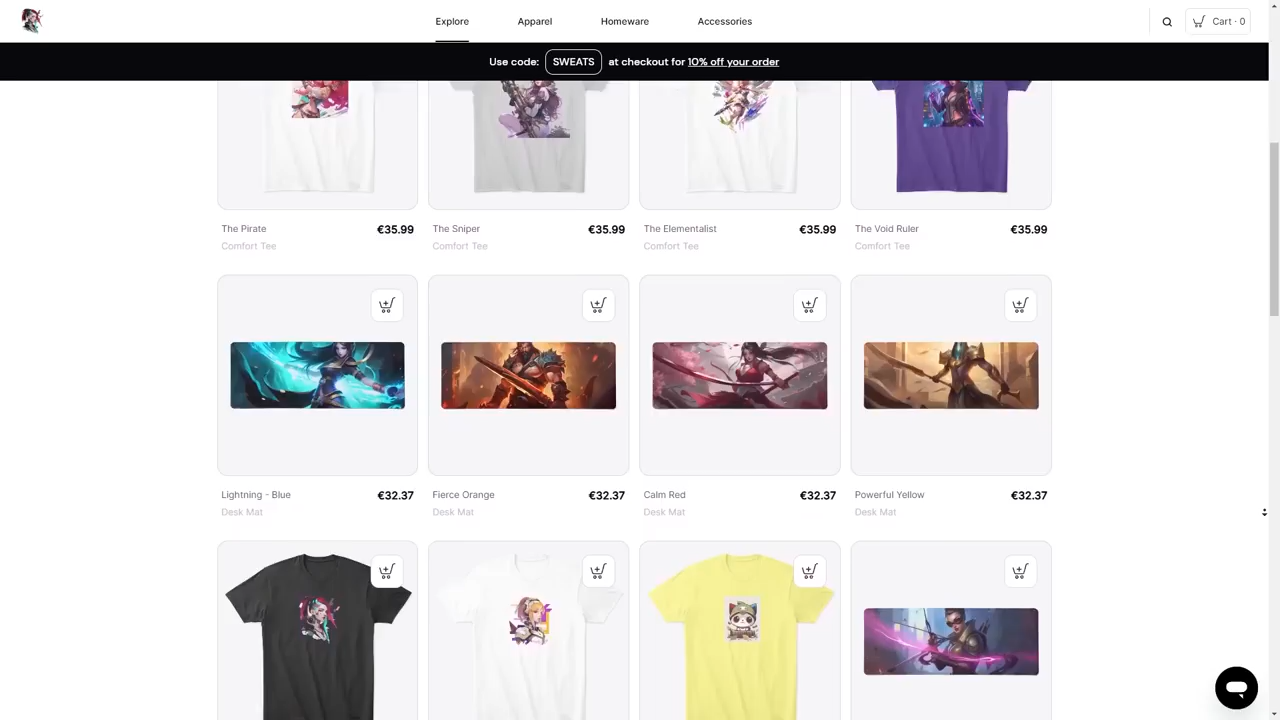 Explore Apparel Homeware Accessories Cart · 0
Use code: SWEATS at checkout for 10% off your order
The Pirate €35.99 The Sniper €35.99 The Elementalist €35.99 The Void Ruler €35.99
Comfort Tee Comfort Tee Comfort Tee Comfort Tee
Lightning - Blue €32.37 Fierce Orange €32.37 Calm Red €32.37 Powerful Yellow €32.37
Desk Mat Desk Mat Desk Mat Desk Mat